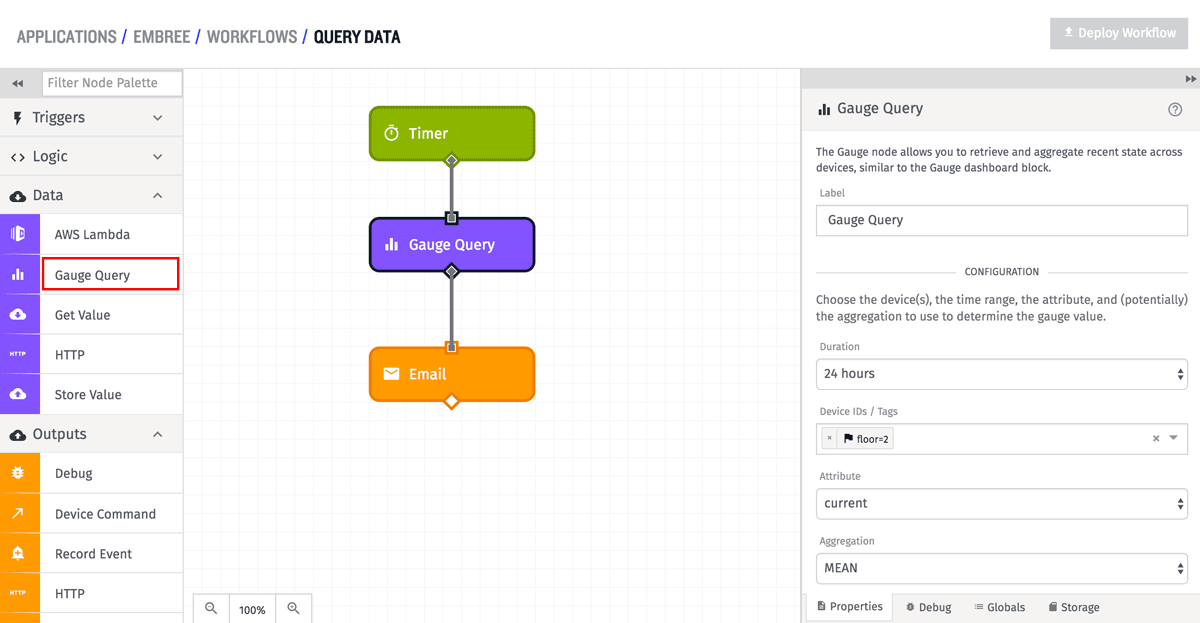 APPLICATIONS / EMBREE / WORKFLOWS / QUERY DATA
Deploy Workflow
Filter Node Palette
Triggers
Logic
Data
AWS Lambda
Gauge Query
Get Value
HTTP HTTP
Store Value
Outputs
Debug
Device Command
Record Event
HTTP HTTP
Timer
Gauge Query
Email
100%
Gauge Query
The Gauge node allows you to retrieve and aggregate recent state across
devices, similar to the Gauge dashboard block.
Label
Gauge Query
CONFIGURATION
Choose the device(s), the time range, the attribute, and (potentially)
the aggregation to use to determine the gauge value.
Duration
24 hours
Device IDs / Tags
× floor=2 ×
Attribute
current
Aggregation
MEAN
Properties Debug Globals Storage